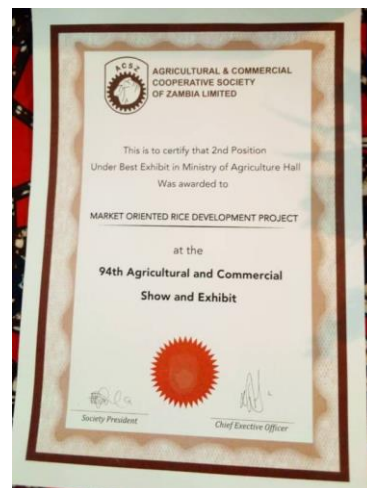 ACSZ
AGRICULTURAL & COMMERCIAL
COOPERATIVE SOCIETY
OF ZAMBIA LIMITED
This is to certify that 2nd Position
Under Best Exhibit in Ministry of Agriculture Hall
Was awarded to
MARKET ORIENTED RICE DEVELOPMENT PROJECT
at the
94th Agricultural and Commercial
Show and Exhibit
Society President
Chief Exective Officer